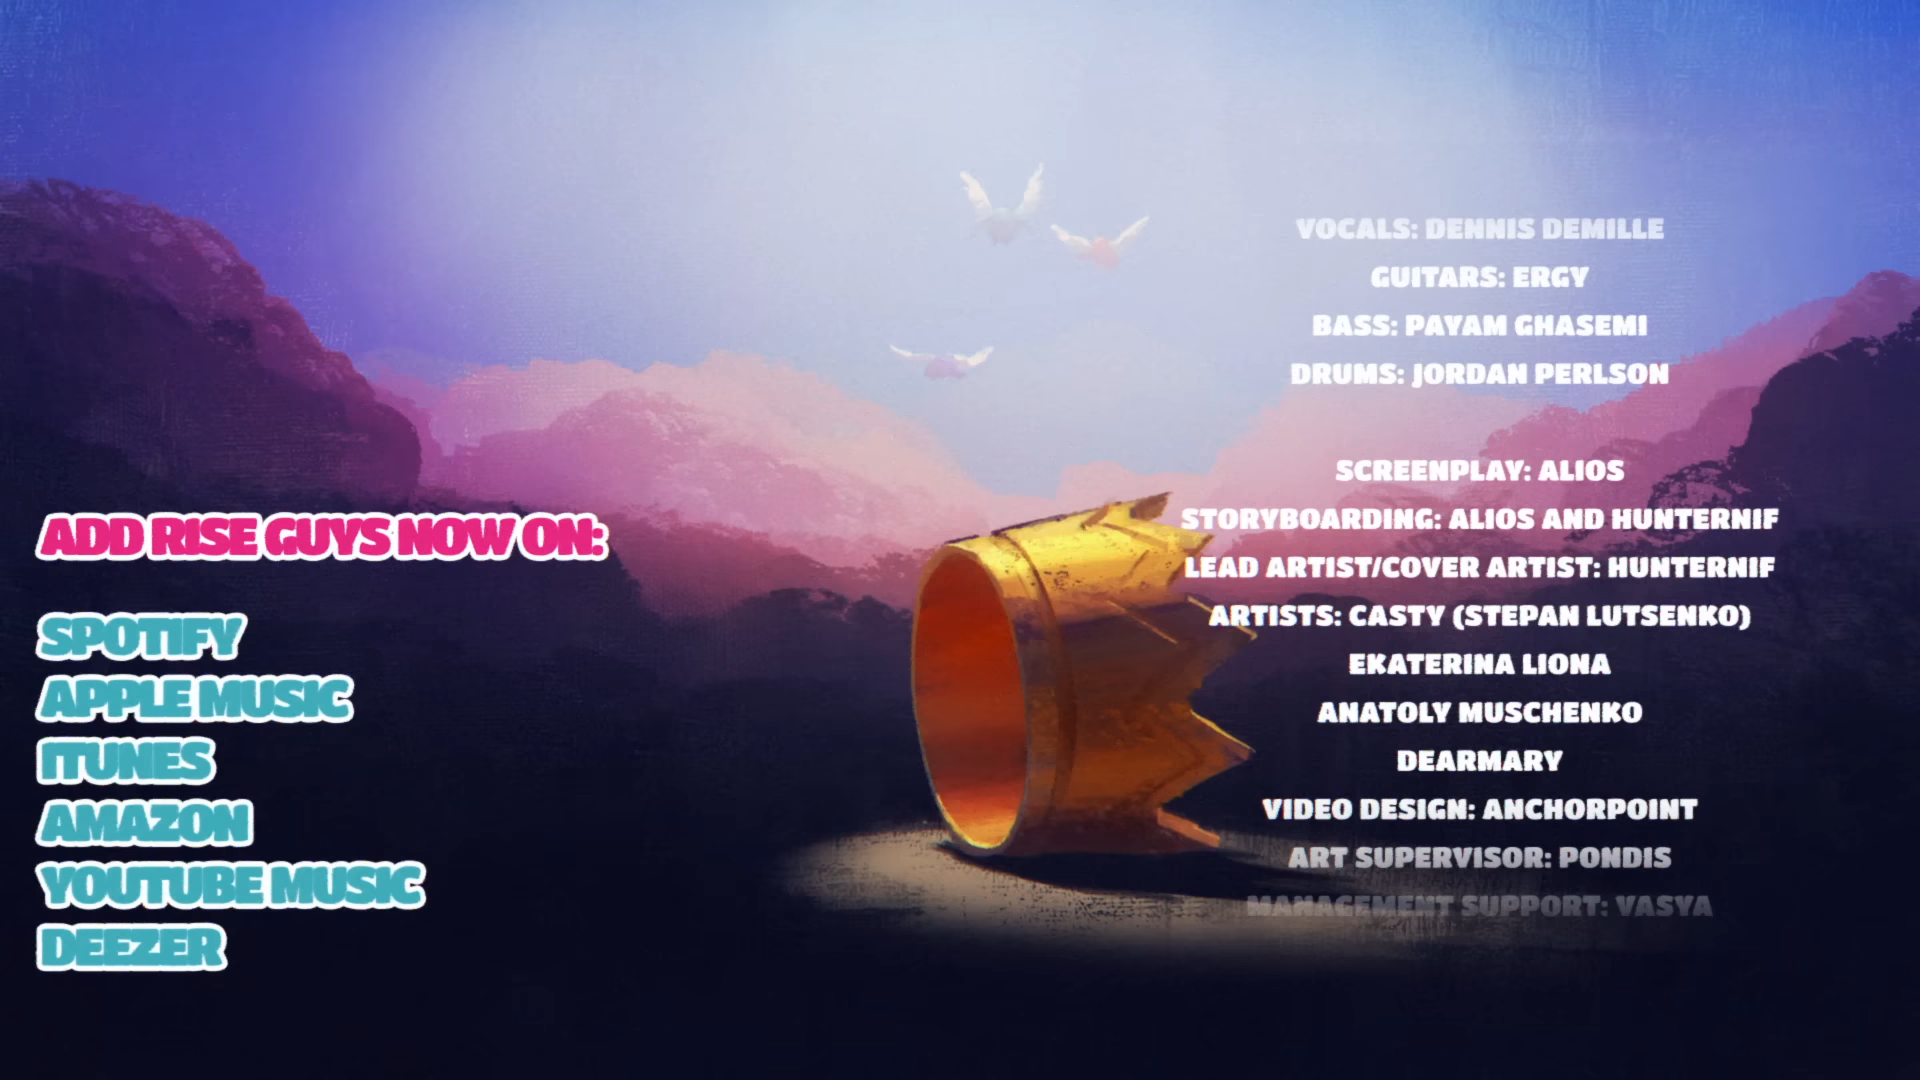 ADD RISE GUYS NOW ON:
SPOTIFY
APPLE MUSIC
ITUNES
AMAZON
YOUTUBE MUSIC
DEEZER
VOCALS: DENNIS DEMILLE
GUITARS: ERGY
BASS: PAYAM GHASEMI
DRUMS: JORDAN PERLSON
SCREENPLAY: ALIOS
STORYBOARDING: ALIOS AND HUNTERNIF
LEAD ARTIST/COVER ARTIST: HUNTERNIF
ARTISTS: CASTY (STEPAN LUTSENKO)
EKATERINA LIONA
ANATOLY MUSCHENKO
DEARMARY
VIDEO DESIGN: ANCHORPOINT
ART SUPERVISOR: PONDIS
MANAGEMENT SUPPORT: VASYA